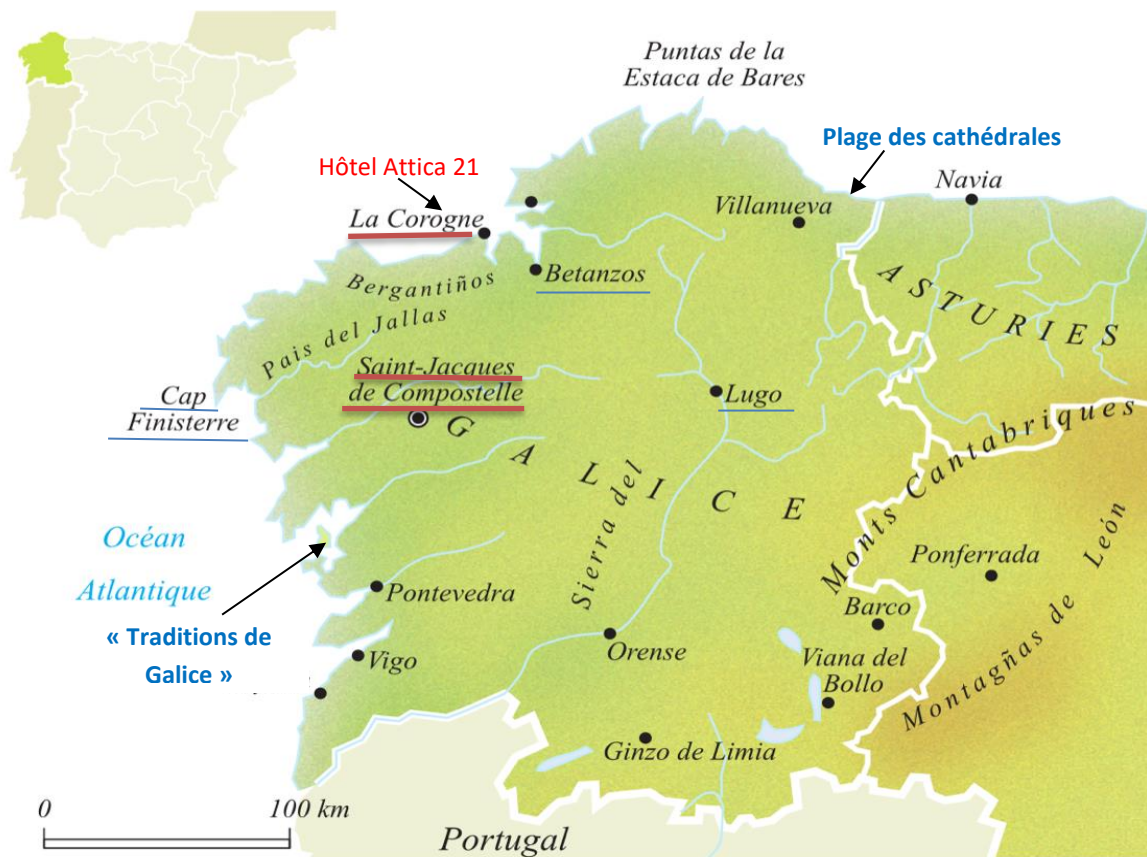 Puntas de la
Estaca de Bares
Plage des cathédrales
Hôtel Attica 21
Navia
Villanueva
La Corogne
Betanzos
Bergantiños
ASTURIES
Pais del Jallas
Saint-Jacques
de Compostelle
Cap
Finisterre
Lugo
GALICE
Monts Cantabriques
Sierra del
Océan
Atlantique
Ponferrada
Montagñas de León
Pontevedra
Barco
« Traditions de
Galice »
Vigo
Orense
Viana del
Bollo
Ginzo de Limia
0 100 km
Portugal